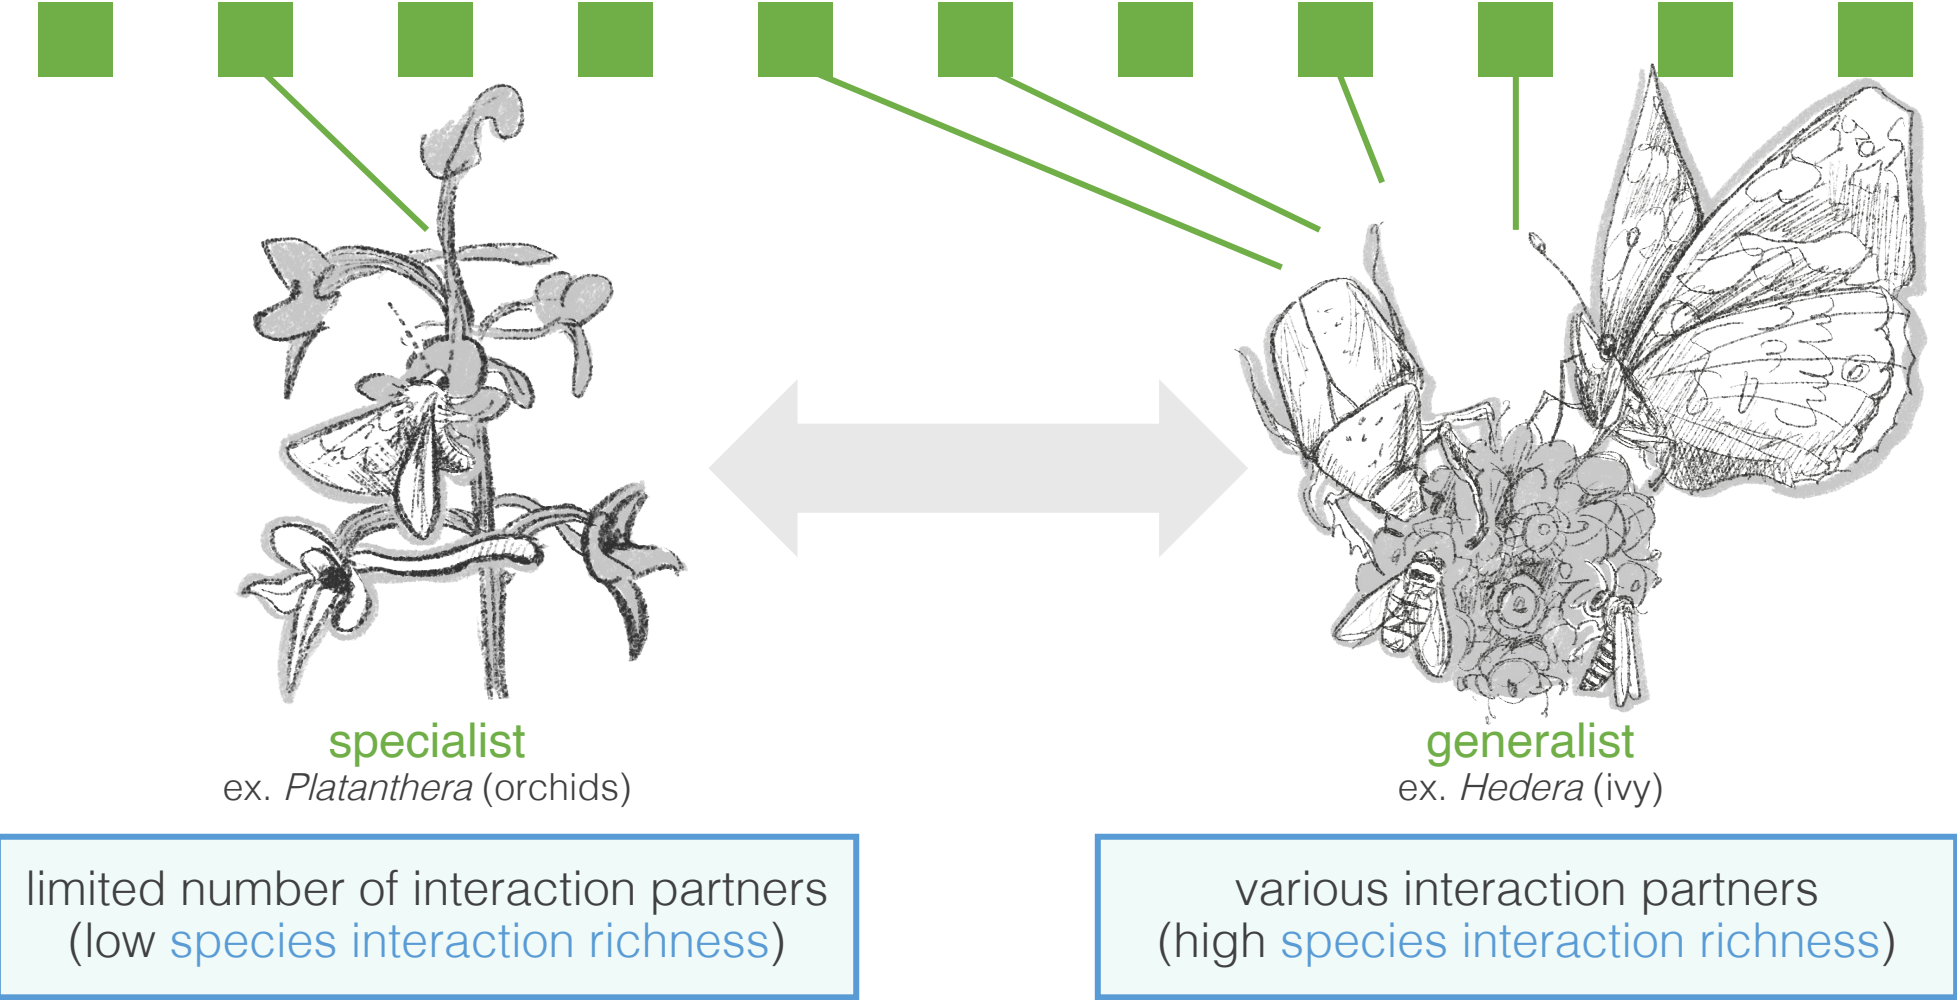 specialist
ex. Platanthera (orchids)
limited number of interaction partners
(low species interaction richness)
generalist
ex. Hedera (ivy)
various interaction partners
(high species interaction richness)